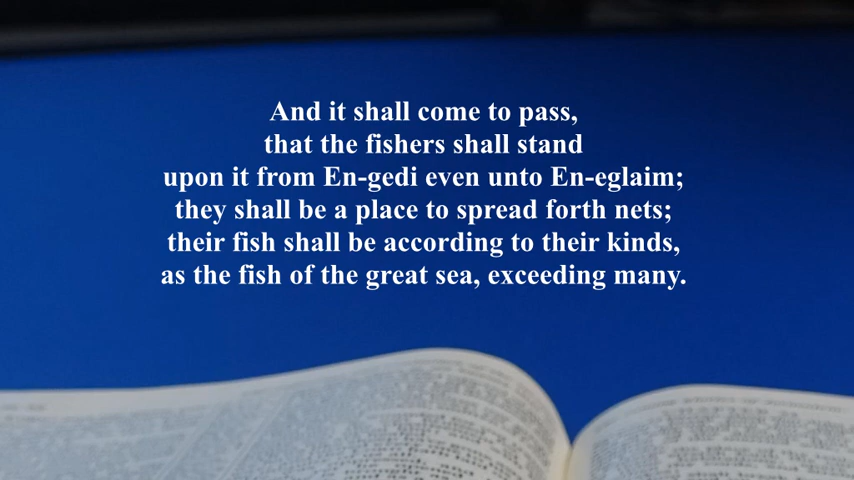 And it shall come to pass,
that the fishers shall stand
upon it from En-gedi even unto En-eglaim;
they shall be a place to spread forth nets;
their fish shall be according to their kinds,
as the fish of the great sea, exceeding many.